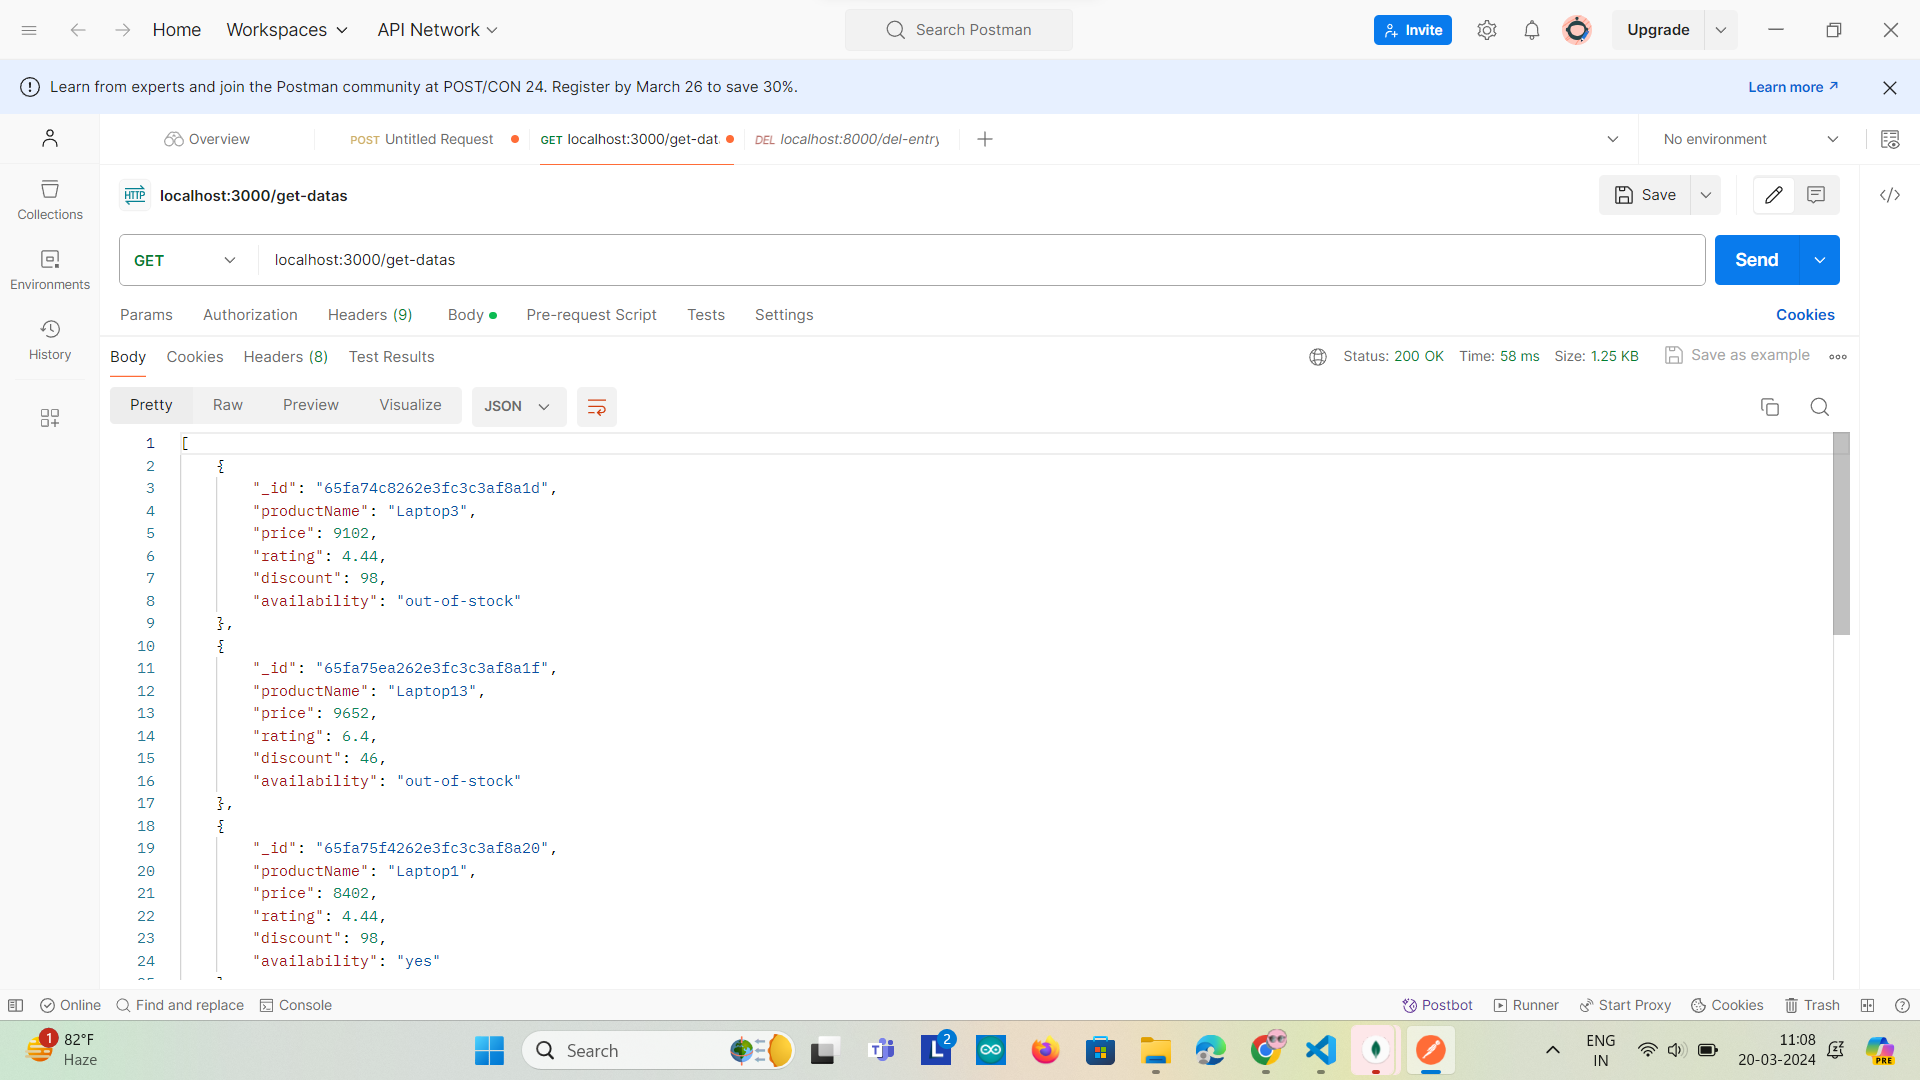 Home Workspaces API Network Search Postman Invite Upgrade
Learn from experts and join the Postman community at POST/CON 24. Register by March 26 to save 30%. Learn more
Overview POST Untitled Request GET localhost:3000/get-dat DEL localhost:8000/del-entry No environment
HTTP localhost:3000/get-datas Save
Collections
GET localhost:3000/get-datas Send
Environments
Params Authorization Headers (9) Body Pre-request Script Tests Settings Cookies
History
Body Cookies Headers (8) Test Results Status: 200 OK Time: 58 ms Size: 1.25 KB Save as example
Pretty Raw Preview Visualize JSON
1 [
2 {
3 "_id": "65fa74c8262e3fc3c3af8a1d",
4 "productName": "Laptop3",
5 "price": 9102,
6 "rating": 4.44,
7 "discount": 98,
8 "availability": "out-of-stock"
9 },
10 {
11 "_id": "65fa75ea262e3fc3c3af8a1f",
12 "productName": "Laptop13",
13 "price": 9652,
14 "rating": 6.4,
15 "discount": 46,
16 "availability": "out-of-stock"
17 },
18 {
19 "_id": "65fa75f4262e3fc3c3af8a20",
20 "productName": "Laptop1",
21 "price": 8402,
22 "rating": 4.44,
23 "discount": 98,
24 "availability": "yes"
Online Find and replace Console Postbot Runner Start Proxy Cookies Trash
1 82°F Search 2 ENG 11:08
Haze IN 20-03-2024 PRE